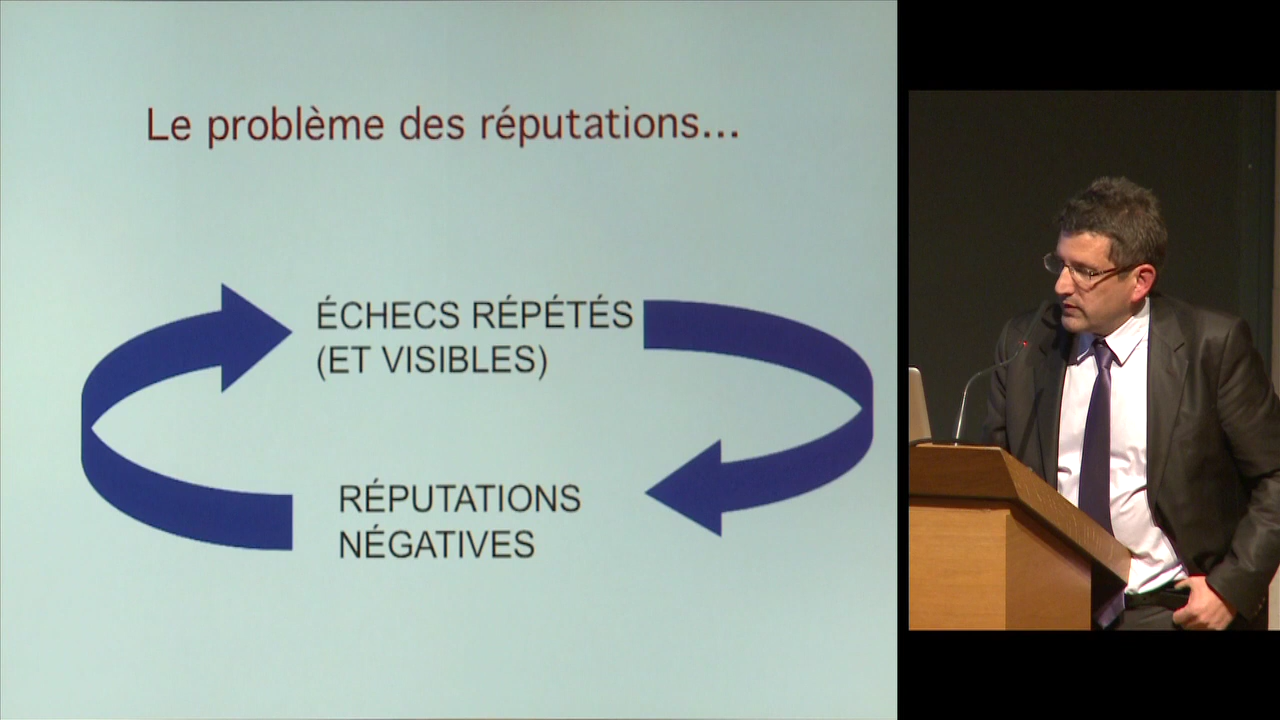 Le problème des réputations...
ÉCHECS RÉPÉTÉS
(ET VISIBLES)
RÉPUTATIONS
NÉGATIVES